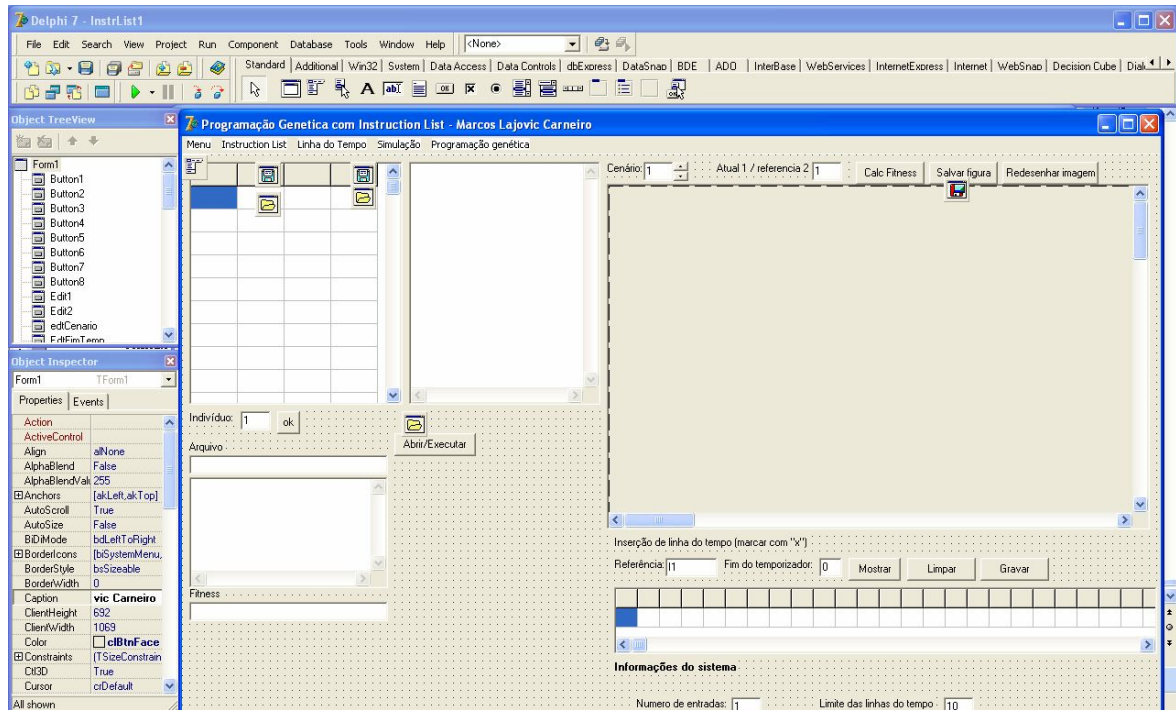 Delphi 7 - InstrList1
File Edit Search View Project Run Component Database Tools Window Help <None>
Standard Additional Win32 System Data Access Data Controls dbExpress DataSnap BDE ADO InterBase WebServices InternetExpress Internet WebSnap Decision Cube
Object TreeView
Form1
Button1
Button2
Button3
Button4
Button5
Button6
Button7
Button8
Edit1
Edit2
edtCenario
EdtFimTemp
Object Inspector
Form1 TForm1
Properties Events
Action
ActiveControl
Align alNone
AlphaBlend False
AlphaBlendVal 255
Anchors [akLeft,akTop]
AutoScroll True
AutoSize False
BiDiMode bdLeftToRight
BorderIcons [biSystemMenu,
BorderStyle bsSizeable
BorderWidth 0
Caption vic Carneiro
ClientHeight 692
ClientWidth 1069
Color clBtnFace
Constraints (TSizeConstrain
Ctl3D True
Cursor crDefault
All shown
Programação Genetica com Instruction List - Marcos Lajovic Carneiro
Menu Instruction List Linha do Tempo Simulação Programação genética
Cenário: 1 Atual 1 / referencia 2 1 Calc Fitness Salvar figura Redesenhar imagem
Indivíduo: 1 ok
Abrir/Executar
Arquivo
Fitness
Inserção de linha do tempo (marcar com "x")
Referência: I1 Fim do temporizador: 0 Mostrar Limpar Gravar
Informações do sistema
Numero de entradas: 1 Limite das linhas do tempo 10